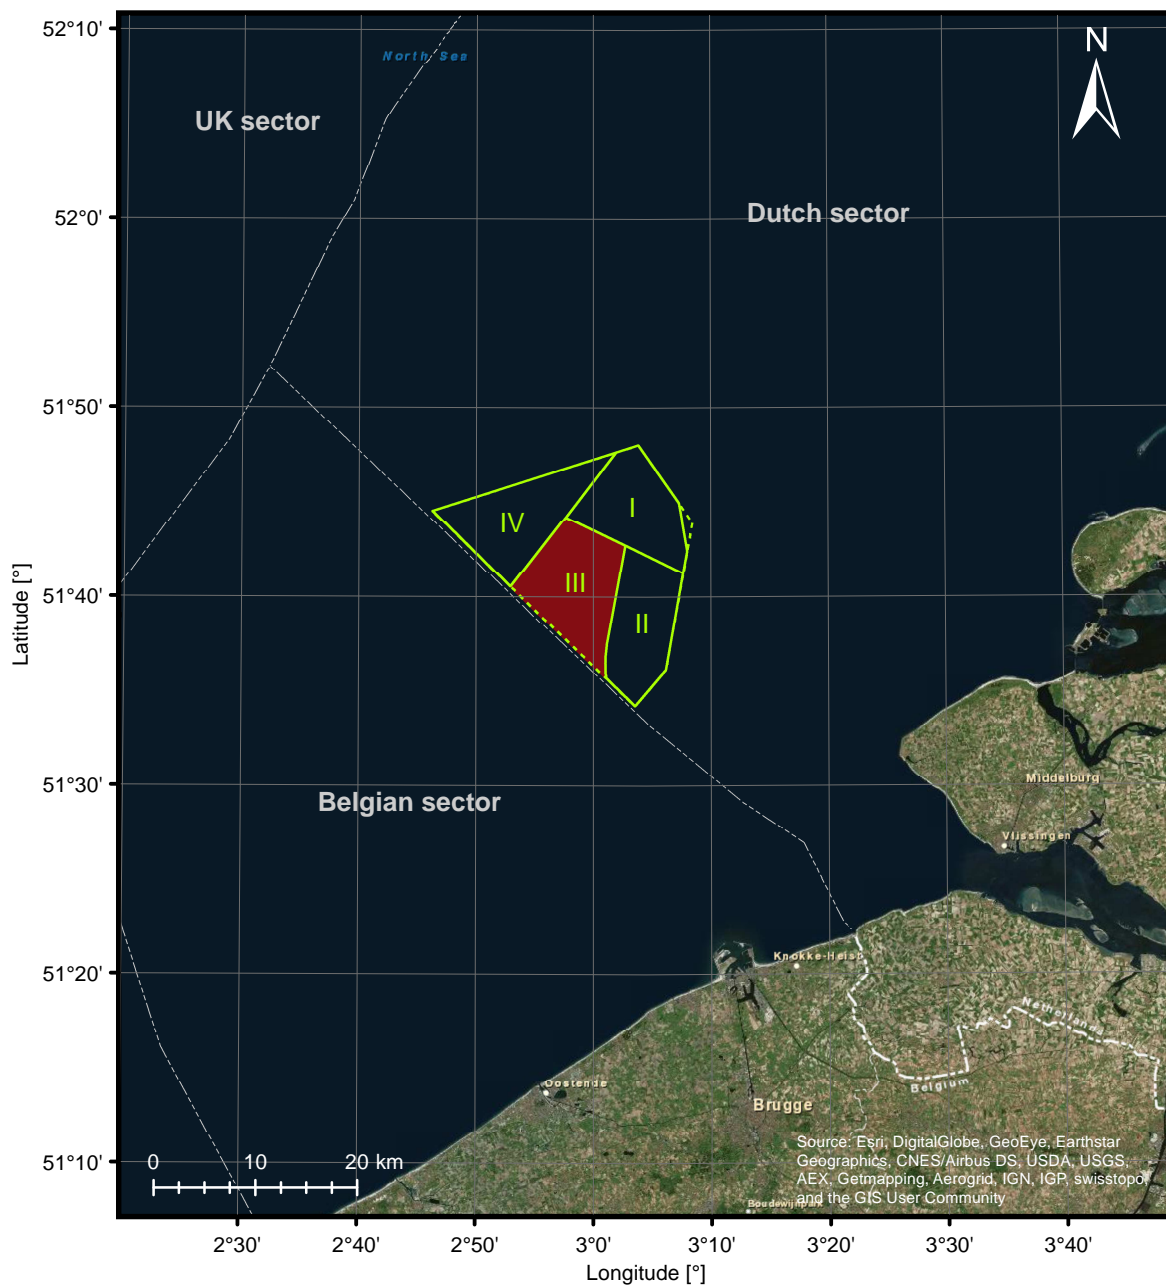 52°10'
North Sea
N
UK sector
Dutch sector
52°0'
51°50'
I
IV
III
51°40'
II
Latitude [°]
51°30'
Middelburg
Belgian sector
Vlissingen
Knokke-Heist
51°20'
Netherlands
Oostende
Belgium
Brugge
51°10'
0 10 20 km
Source: Esri, DigitalGlobe, GeoEye, Earthstar
Geographics, CNES/Airbus DS, USDA, USGS,
AEX, Getmapping, Aerogrid, IGN, IGP, swisstopo,
and the GIS User Community
Boudewijnpark
2°30' 2°40' 2°50' 3°0' 3°10' 3°20' 3°30' 3°40'
Longitude [°]